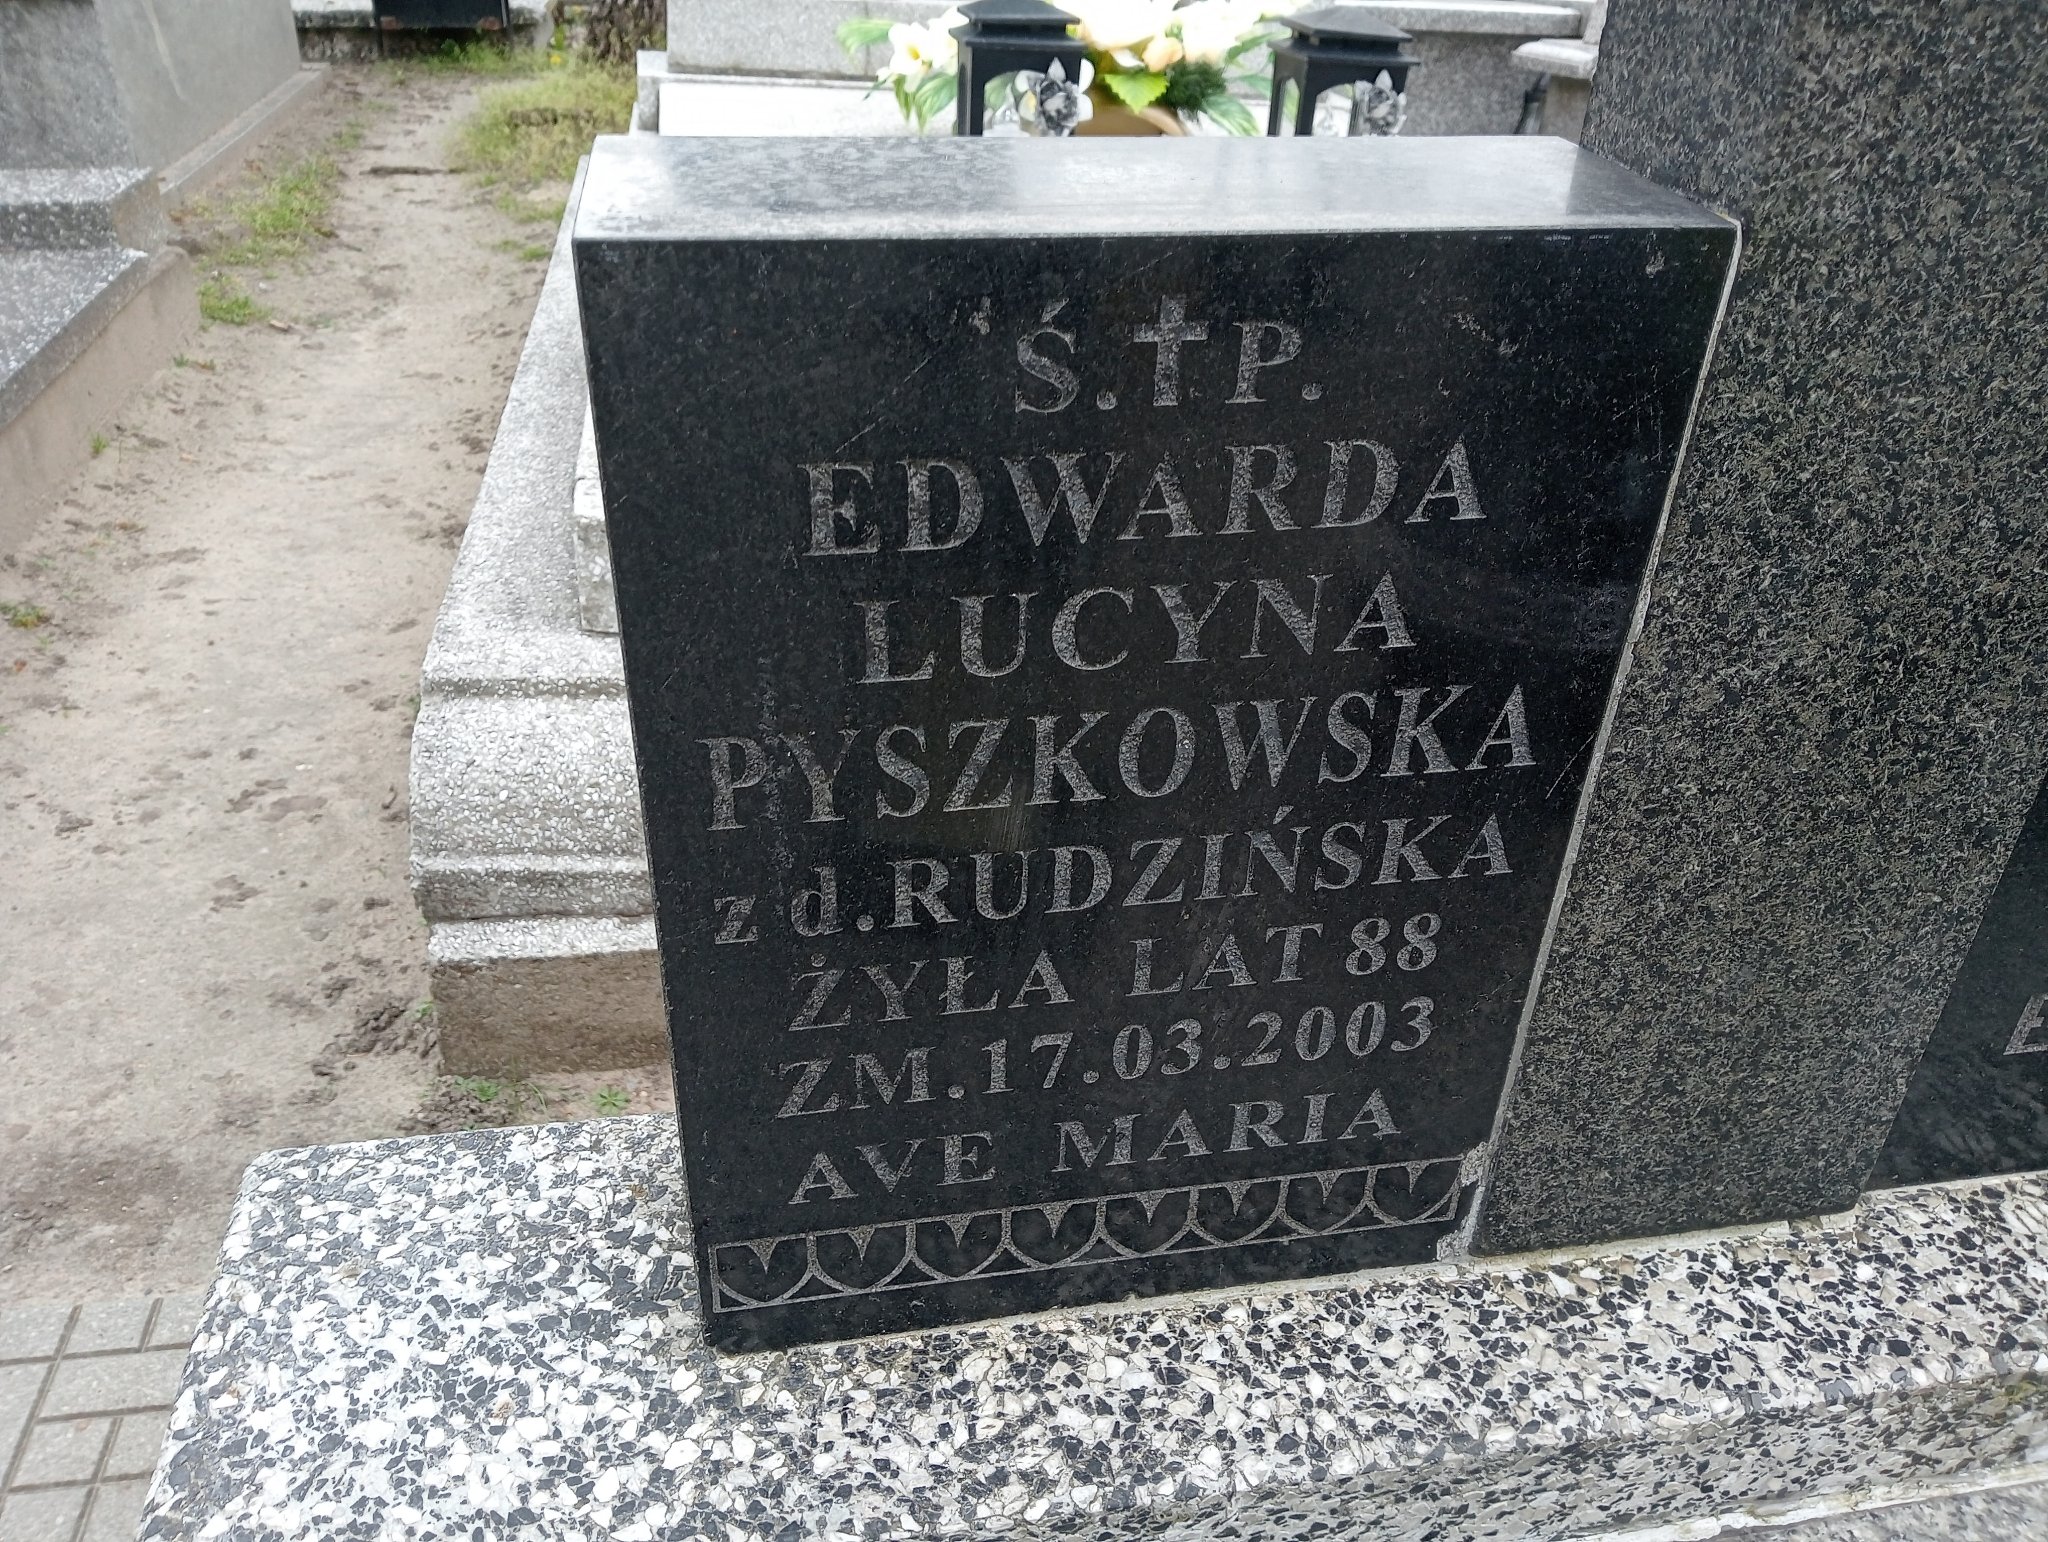 Ś.†P.
EDWARDA
LUCYNA
PYSZKOWSKA
z d.RUDZIŃSKA
ŻYŁA LAT 88
ZM.17.03.2003
AVE MARIA